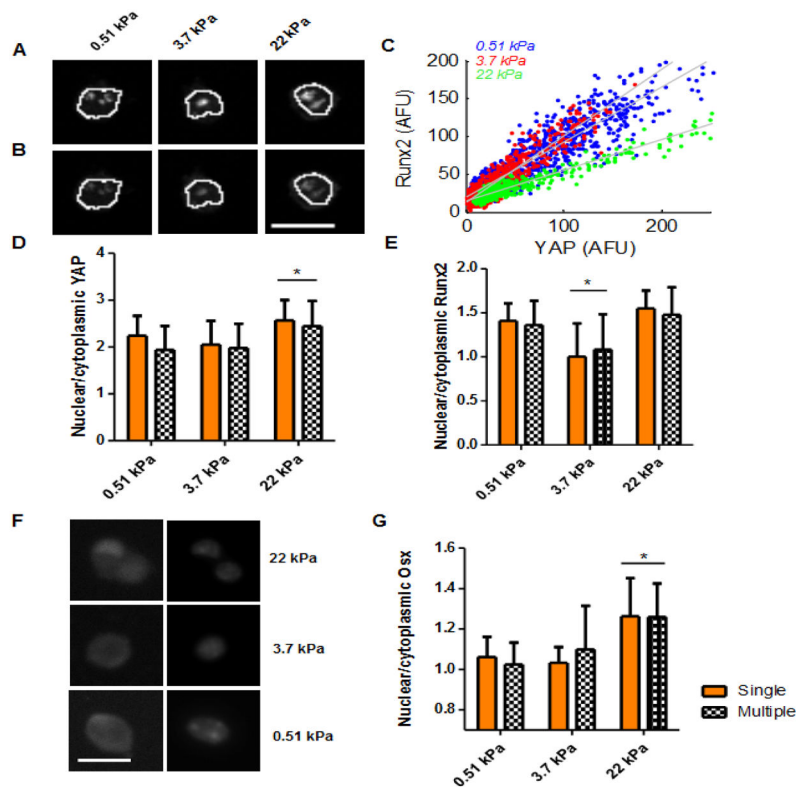 A
0.51 kPa
3.7 kPa
22 kPa
B
C
0.51 kPa
3.7 kPa
22 kPa
Runx2 (AFU)
200
150
100
50
0
0
100
200
YAP (AFU)
D
Nuclear/cytoplasmic YAP
4
3
2
1
0
*
0.51 kPa
3.7 kPa
22 kPa
E
Nuclear/cytoplasmic Runx2
2.0
1.5
1.0
0.5
0.0
*
0.51 kPa
3.7 kPa
22 kPa
F
22 kPa
3.7 kPa
0.51 kPa
G
Nuclear/cytoplasmic Osx
1.6
1.4
1.2
1.0
0.8
*
0.51 kPa
3.7 kPa
22 kPa
Single
Multiple